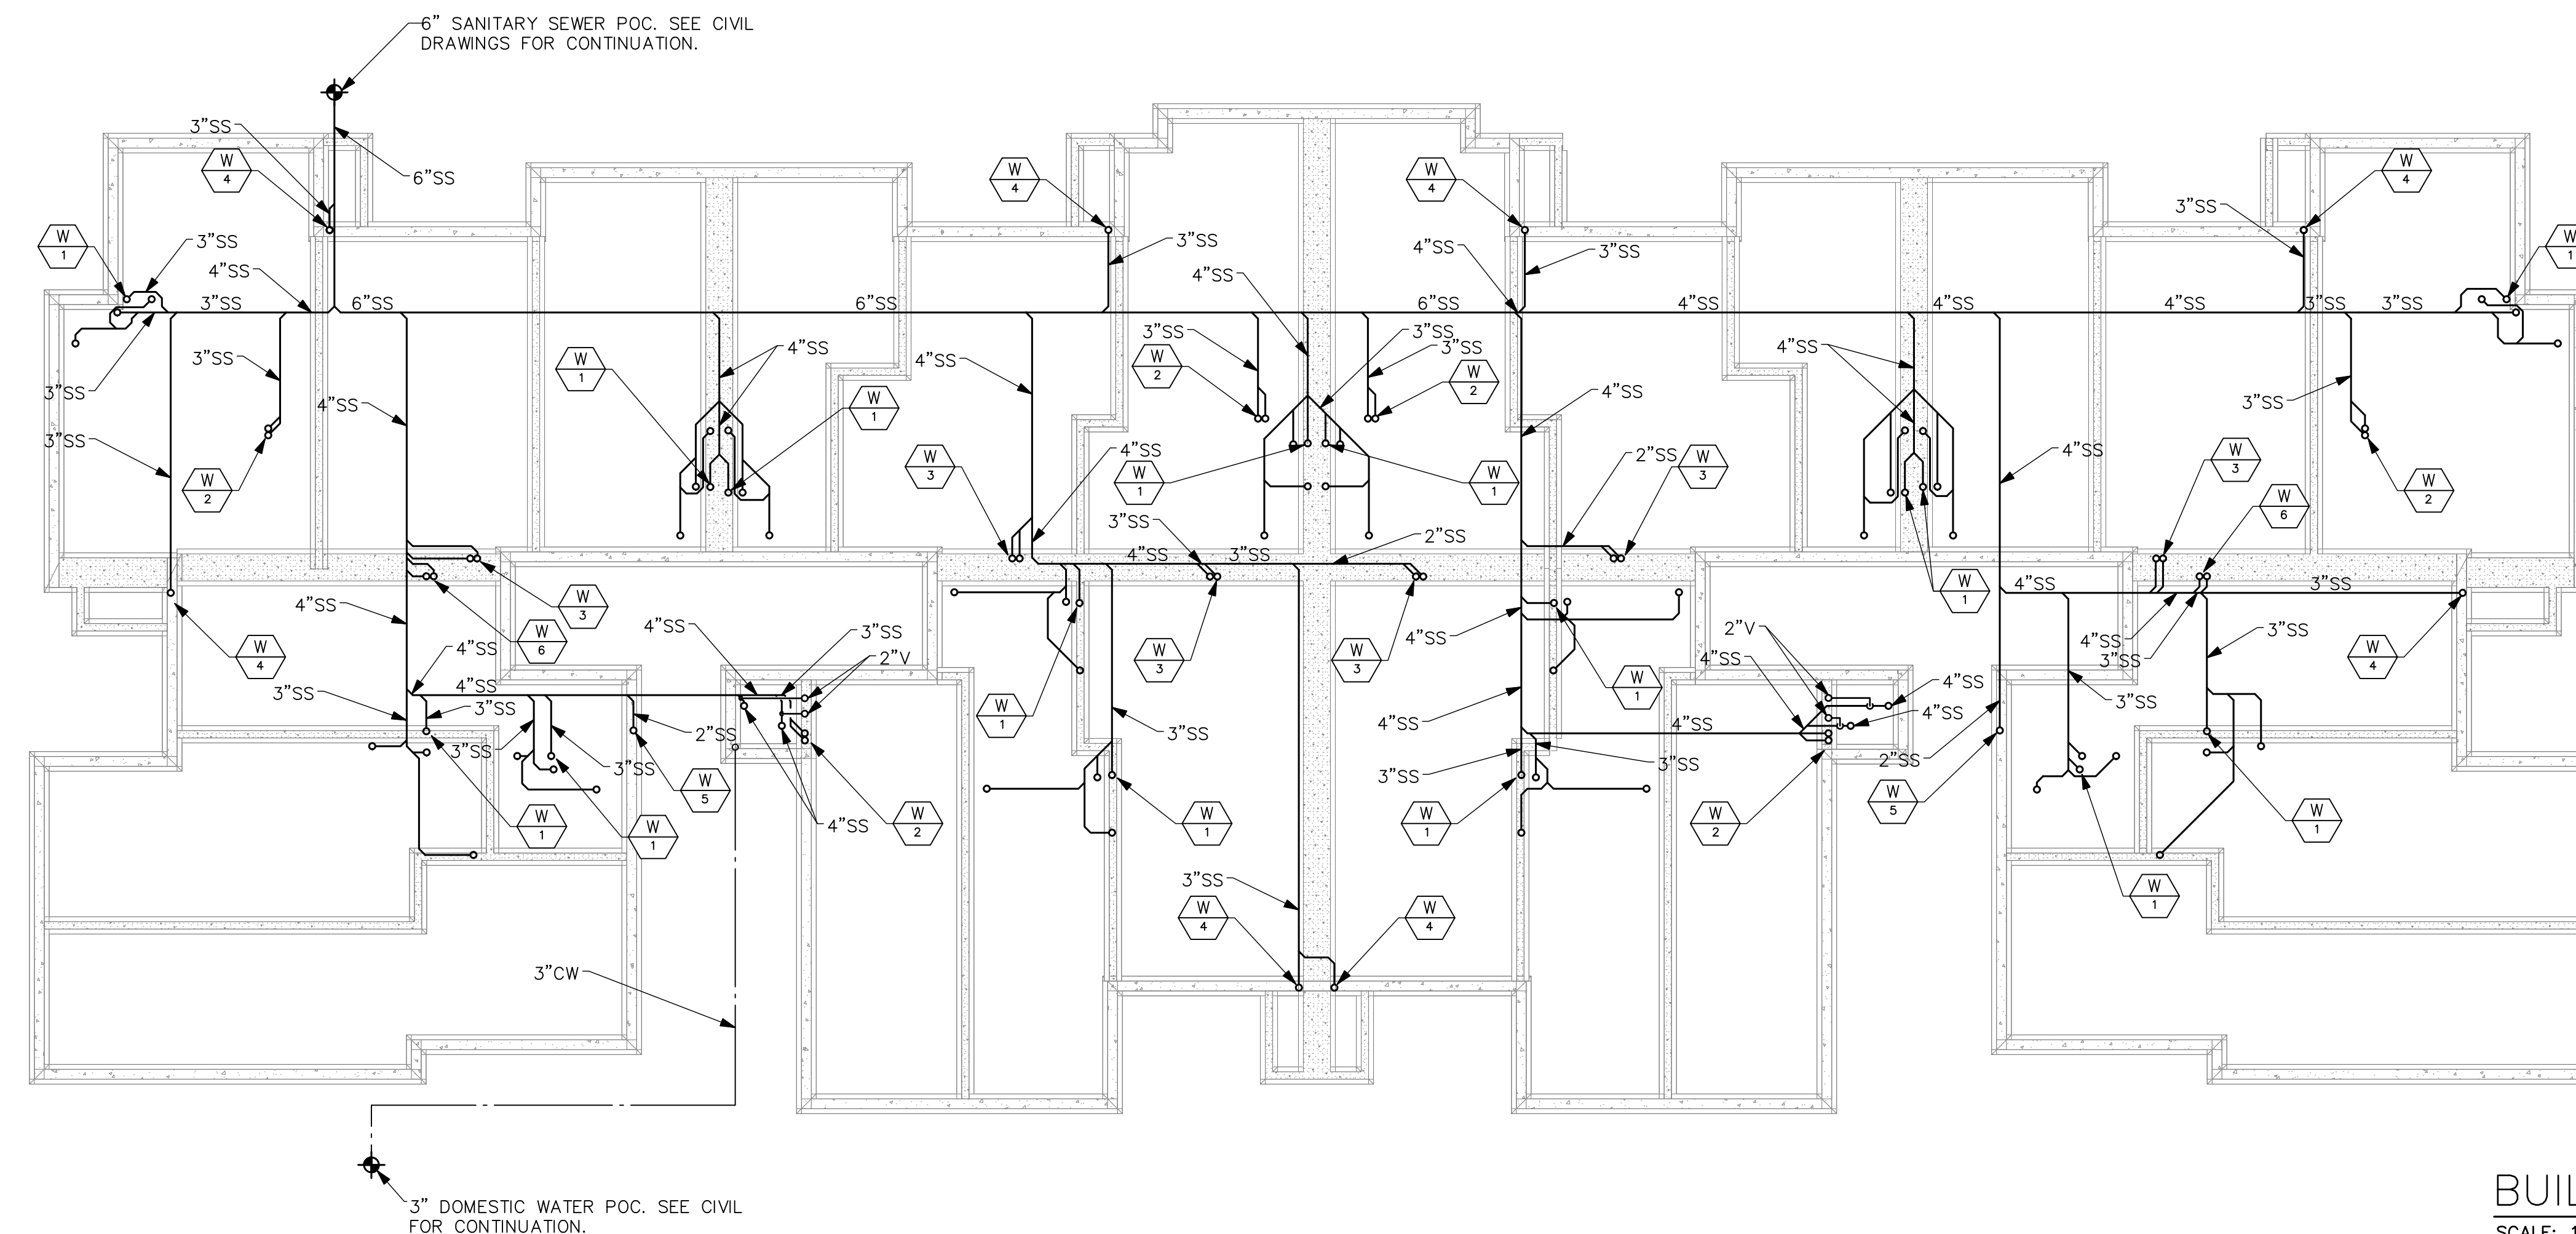 6” SANITARY SEWER POC. SEE CIVIL
DRAWINGS FOR CONTINUATION.
3”SS
W
4
6”SS
W
4
W
4
W
4
3”SS
W
1
3”SS
4”SS
3”SS
6”SS
6”SS
3”SS
4”SS
4”SS
3”SS
6”SS
4”SS
4”SS
4”SS
3”SS
3”SS
W
1
3”SS
3”SS
4”SS
W
1
4”SS
W
1
4”SS
3”SS
W
2
3”SS
3”SS
W
2
4”SS
4”SS
3”SS
3”SS
W
2
4”SS
W
3
4”SS
W
1
W
1
2”SS
W
3
4”SS
W
3
W
6
W
2
3”SS
4”SS
3”SS
2”SS
W
1
4”SS
3”SS
4”SS
W
3
W
6
W
4
4”SS
3”SS
2”V
W
3
W
3
4”SS
W
1
2”V
4”SS
4”SS
3”SS
3”SS
W
4
4”SS
3”SS
4”SS
3”SS
3”SS
3”SS
2”SS
W
5
W
1
W
1
4”SS
W
2
W
1
3”SS
W
1
4”SS
3”SS
3”SS
W
1
4”SS
4”SS
4”SS
W
2
2”SS
W
5
3”SS
W
1
W
1
3”SS
W
4
W
4
3”CW
3” DOMESTIC WATER POC. SEE CIVIL
FOR CONTINUATION.
SCALE: